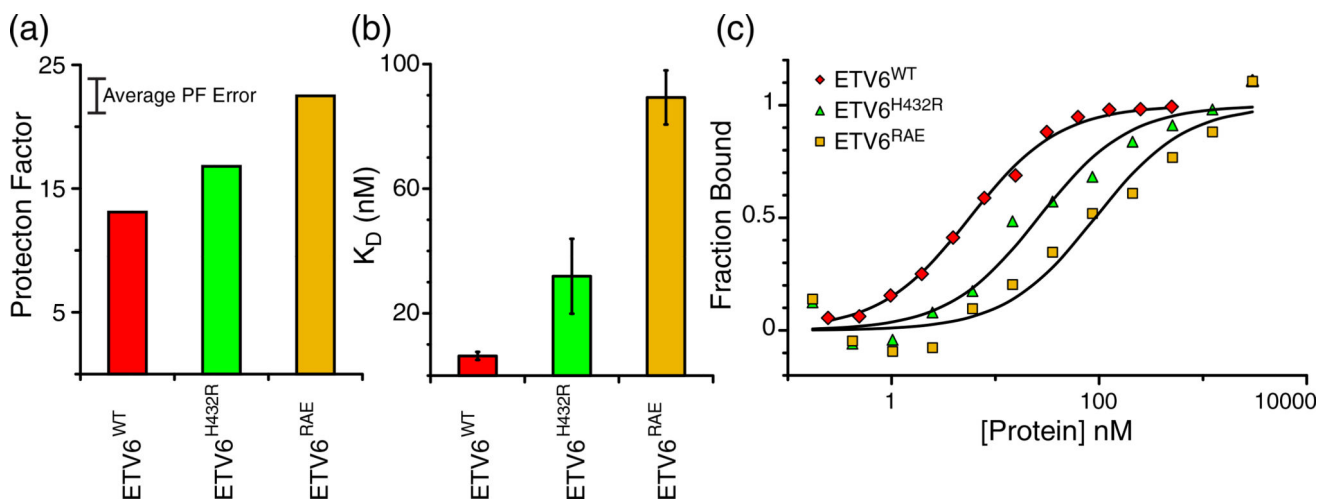 (a)
25
Average PF Error
15
5
Protecton Factor
ETV6WT
ETV6H432R
ETV6RAE
(b)
100
60
20
KD (nM)
ETV6WT
ETV6H432R
ETV6RAE
(c)
ETV6WT
ETV6H432R
ETV6RAE
1
0.5
0
Fraction Bound
1
100
10000
[Protein] nM